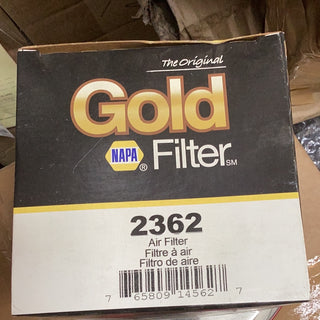 The Original
Gold
NAPA ® Filter SM
2362
Air Filter
Filtre à air
Filtro de aire
7 65809 14562 7